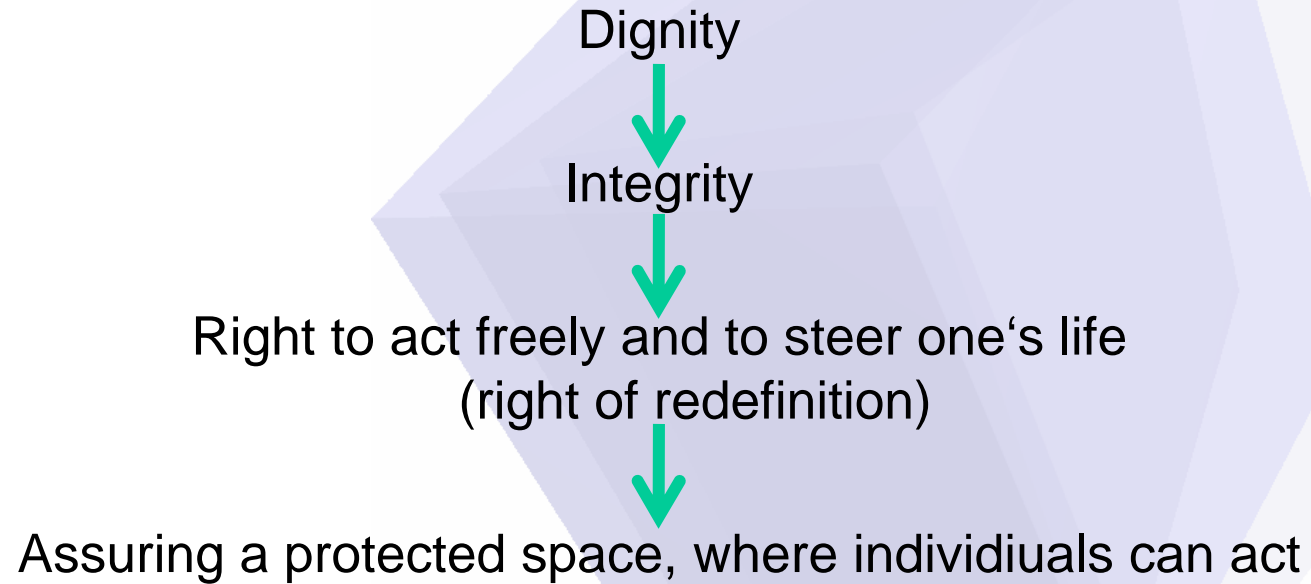 Dignity
Integrity
Right to act freely and to steer one‘s life
(right of redefinition)
Assuring a protected space, where individiuals can act